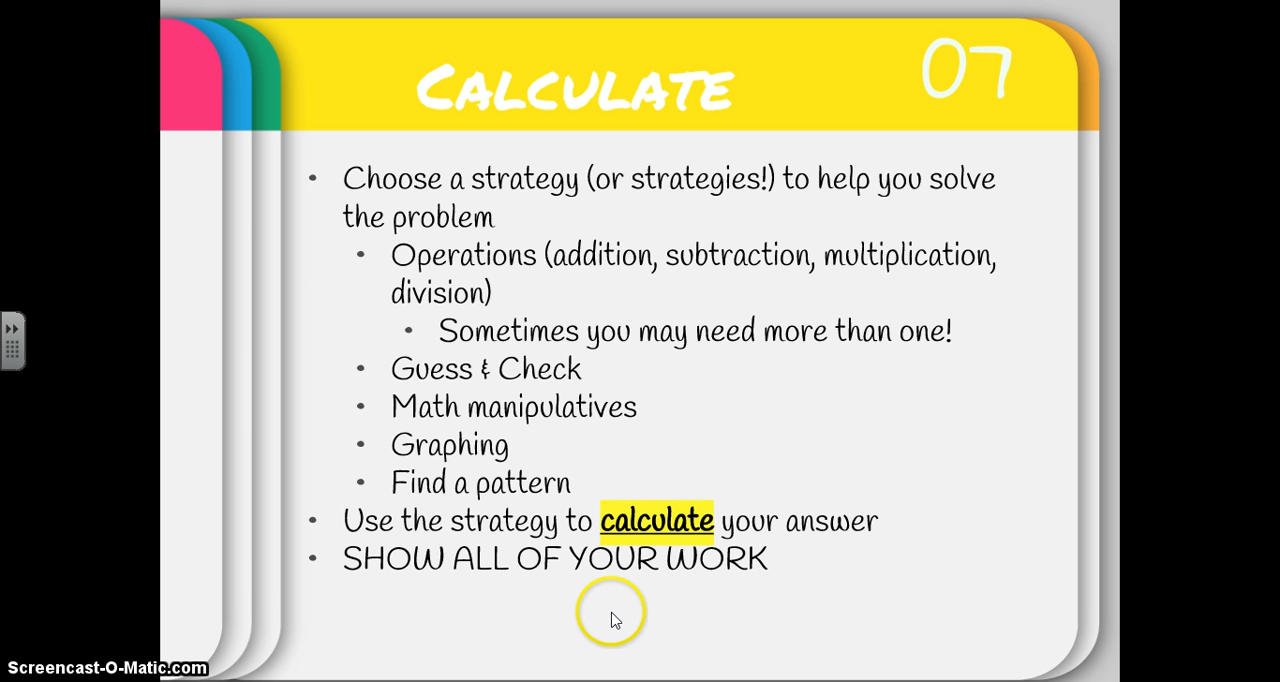 CALCULATE
07
• Choose a strategy (or strategies!) to help you solve
the problem
• Operations (addition, subtraction, multiplication,
division)
• Sometimes you may need more than one!
• Guess & Check
• Math manipulatives
• Graphing
• Find a pattern
• Use the strategy to calculate your answer
• SHOW ALL OF YOUR WORK
Screencast-O-Matic.com